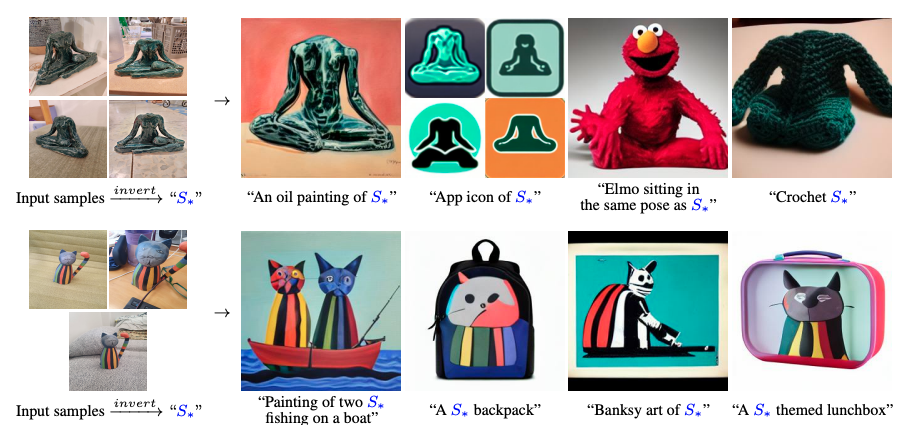 Input samples —invert→ “S*”
“An oil painting of S*”
“App icon of S*”
“Elmo sitting in
the same pose as S*”
“Crochet S*”
Input samples —invert→ “S*”
“Painting of two S*
fishing on a boat”
“A S* backpack”
“Banksy art of S*”
“A S* themed lunchbox”